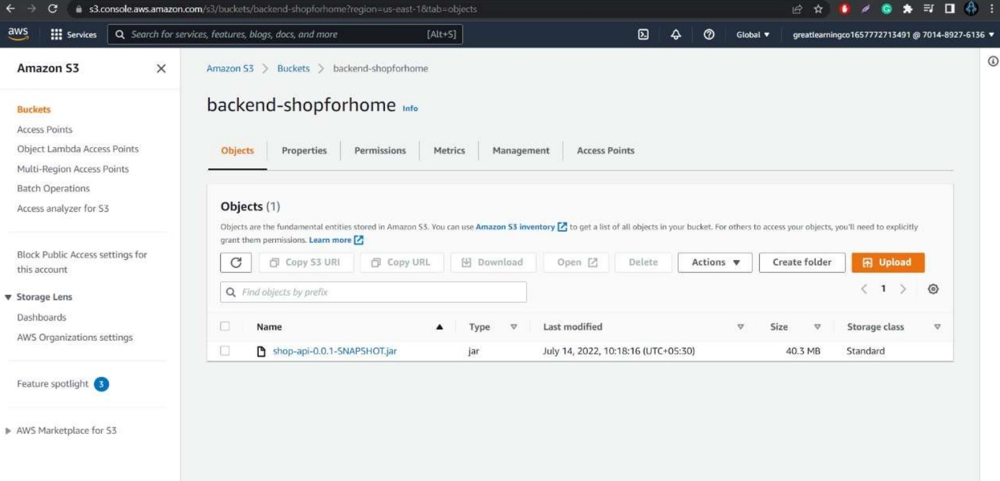 s3.console.aws.amazon.com/s3/buckets/backend-shopforhome?region=us-east-1&tab=objects
aws Services Search for services, features, blogs, docs, and more [Alt+S] Global greatlearningco1657772713491 @ 7014-8927-6136
Amazon S3
Buckets
Access Points
Object Lambda Access Points
Multi-Region Access Points
Batch Operations
Access analyzer for S3
Block Public Access settings for
this account
Storage Lens
Dashboards
AWS Organizations settings
Feature spotlight 3
AWS Marketplace for S3
Amazon S3 > Buckets > backend-shopforhome
backend-shopforhome Info
Objects Properties Permissions Metrics Management Access Points
Objects (1)
Objects are the fundamental entities stored in Amazon S3. You can use Amazon S3 inventory to get a list of all objects in your bucket. For others to access your objects, you'll need to explicitly
grant them permissions. Learn more
Copy S3 URI Copy URL Download Open Delete Actions Create folder Upload
Find objects by prefix < 1 >
Name Type Last modified Size Storage class
shop-api-0.0.1-SNAPSHOT.jar jar July 14, 2022, 10:18:16 (UTC+05:30) 40.3 MB Standard